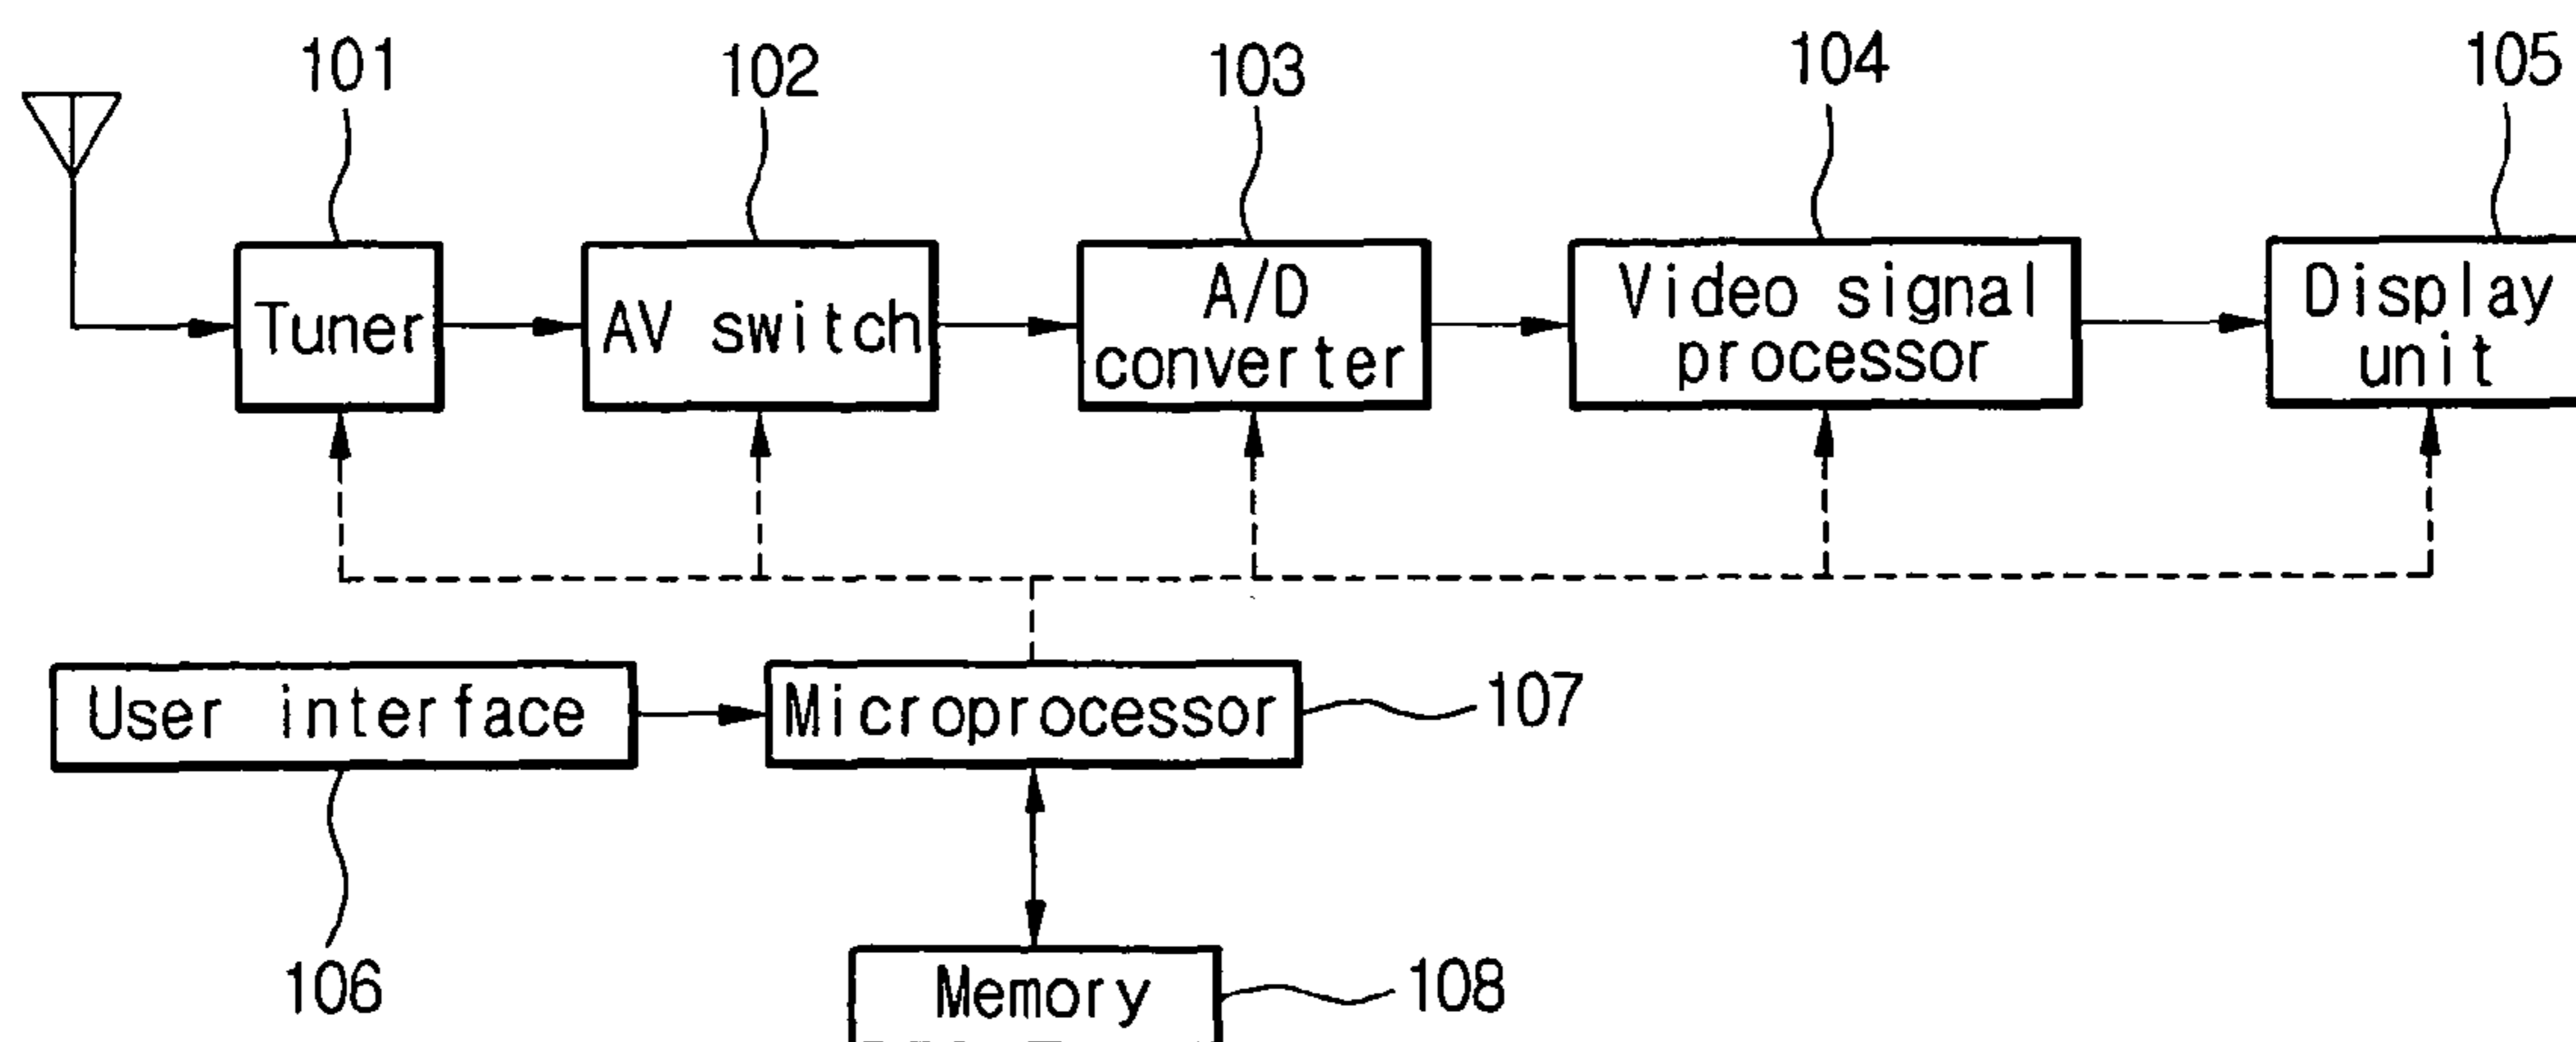 101
102
103
104
105
Tuner
AV switch
A/D
converter
Video signal
processor
Display
unit
User interface
Microprocessor
107
106
Memory
108